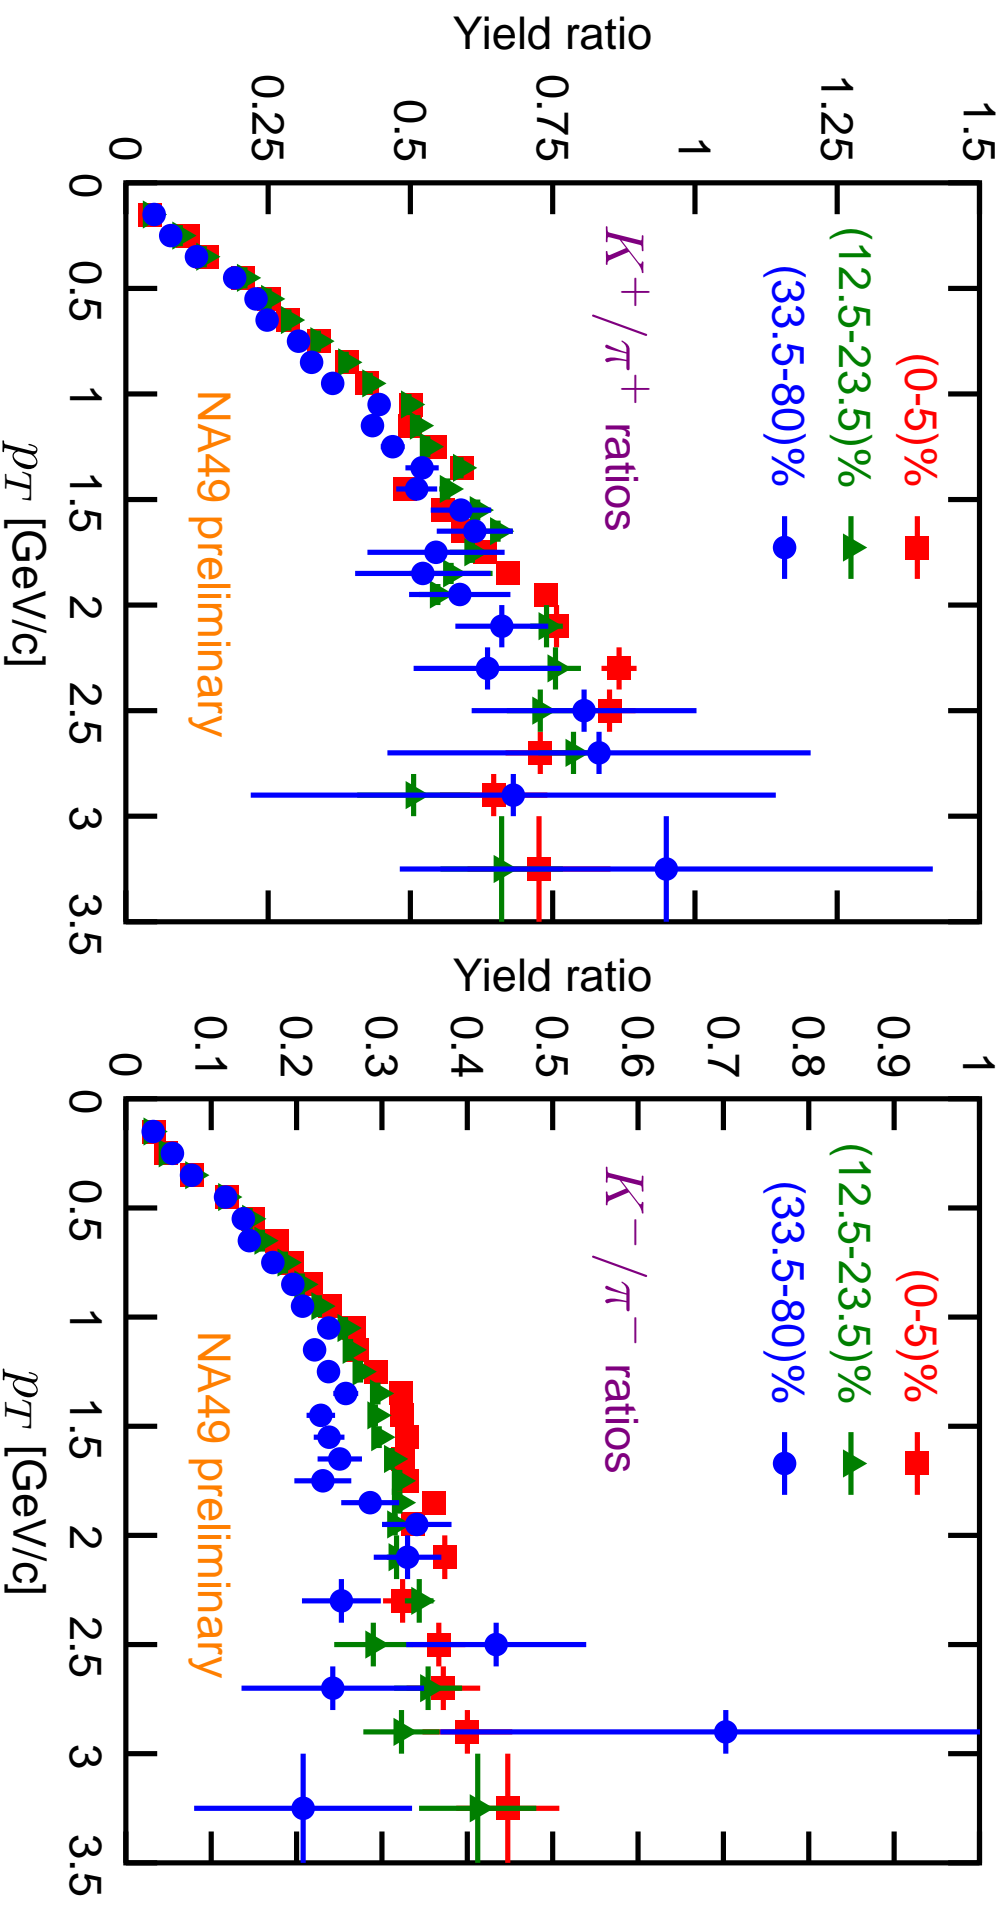 Yield ratio
1.5
1.25
1
0.75
0.5
0.25
0
(0-5)%
(12.5-23.5)%
(33.5-80)%
K⁺/π⁺ ratios
NA49 preliminary
0 0.5 1 1.5 2 2.5 3 3.5
p_T [GeV/c]
Yield ratio
1
0.9
0.8
0.7
0.6
0.5
0.4
0.3
0.2
0.1
0
(0-5)%
(12.5-23.5)%
(33.5-80)%
K⁻/π⁻ ratios
NA49 preliminary
0 0.5 1 1.5 2 2.5 3 3.5
p_T [GeV/c]